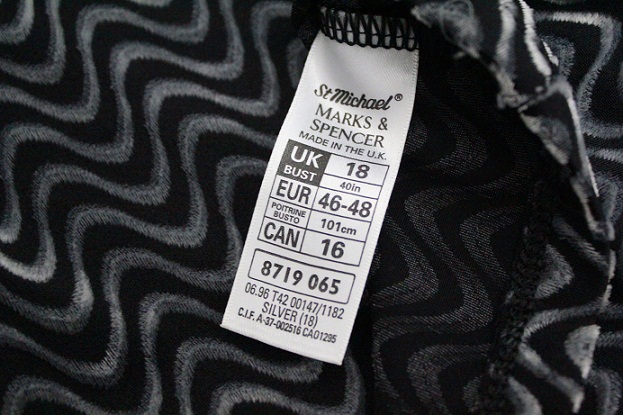 St Michael®
MARKS &
SPENCER
MADE IN THE U.K.
UK 18
BUST 40in
EUR 46-48
POITRINE
BUSTO 101cm
CAN 16
8719 065
06.96 T42 00147/1182
SILVER (18)
C.I.F. A-37-002516 CA01295